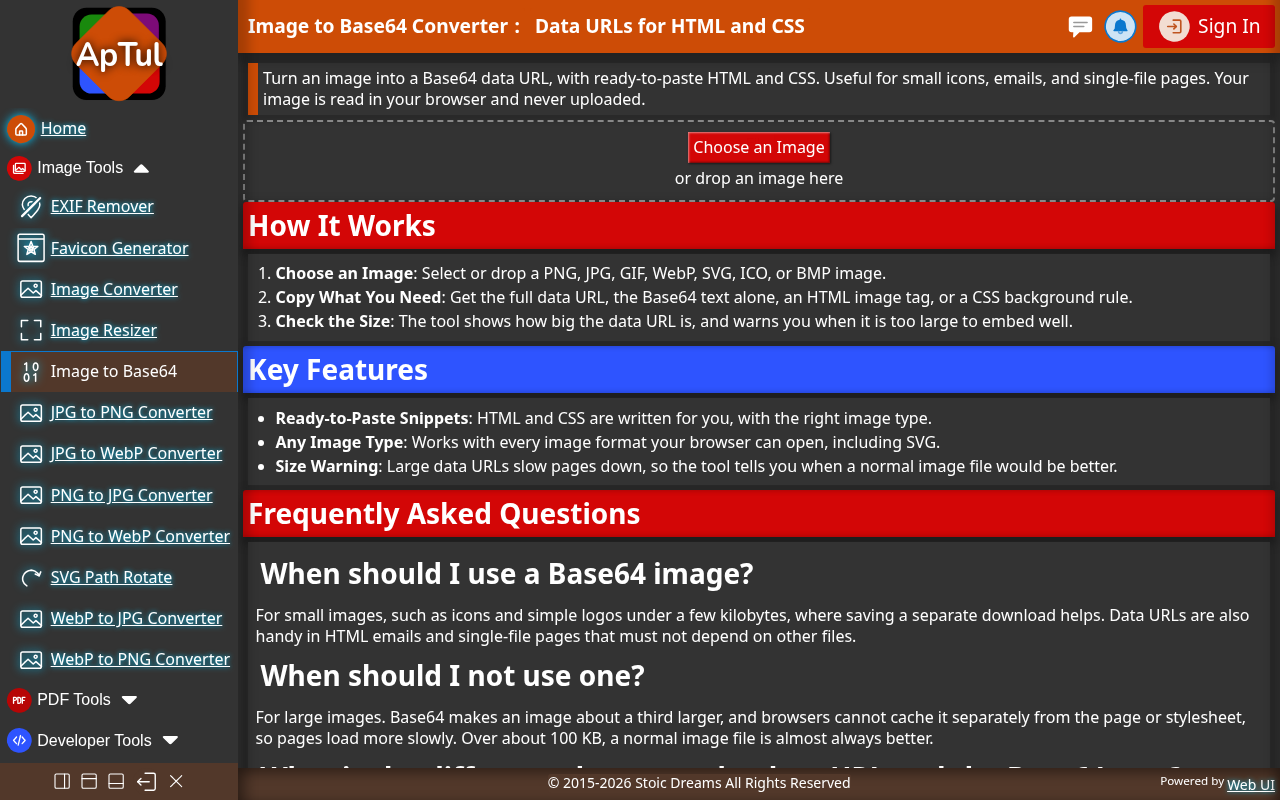 ApTul
Home
Image Tools
EXIF Remover
Favicon Generator
Image Converter
Image Resizer
Image to Base64
JPG to PNG Converter
JPG to WebP Converter
PNG to JPG Converter
PNG to WebP Converter
SVG Path Rotate
WebP to JPG Converter
WebP to PNG Converter
PDF Tools
Developer Tools
Image to Base64 Converter : Data URLs for HTML and CSS
Sign In
Turn an image into a Base64 data URL, with ready-to-paste HTML and CSS. Useful for small icons, emails, and single-file pages. Your
image is read in your browser and never uploaded.
Choose an Image
or drop an image here
How It Works
1. Choose an Image: Select or drop a PNG, JPG, GIF, WebP, SVG, ICO, or BMP image.
2. Copy What You Need: Get the full data URL, the Base64 text alone, an HTML image tag, or a CSS background rule.
3. Check the Size: The tool shows how big the data URL is, and warns you when it is too large to embed well.
Key Features
• Ready-to-Paste Snippets: HTML and CSS are written for you, with the right image type.
• Any Image Type: Works with every image format your browser can open, including SVG.
• Size Warning: Large data URLs slow pages down, so the tool tells you when a normal image file would be better.
Frequently Asked Questions
When should I use a Base64 image?
For small images, such as icons and simple logos under a few kilobytes, where saving a separate download helps. Data URLs are also
handy in HTML emails and single-file pages that must not depend on other files.
When should I not use one?
For large images. Base64 makes an image about a third larger, and browsers cannot cache it separately from the page or stylesheet,
so pages load more slowly. Over about 100 KB, a normal image file is almost always better.
© 2015-2026 Stoic Dreams All Rights Reserved
Powered by Web UI